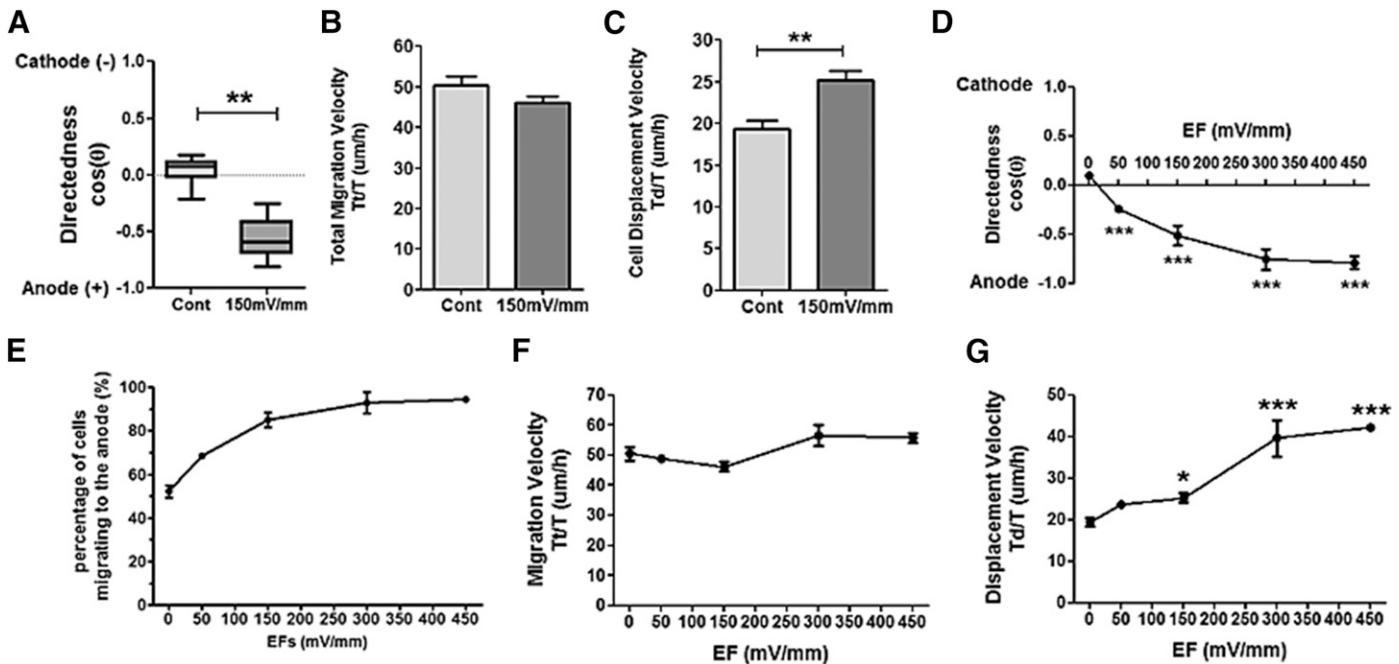 A
Cathode (-)
Directedness
cos(θ)
Anode (+)
1.0
0.5
0.0
-0.5
-1.0
**
Cont 150mV/mm
B
Total Migration Velocity
Tt/T (um/h)
60
50
40
30
20
10
0
Cont 150mV/mm
C
Cell Displacement Velocity
Td/T (um/h)
30
25
20
15
10
5
0
**
Cont 150mV/mm
D
Cathode
Directedness
cos(θ)
Anode
1.0
0.5
0.0
-0.5
-1.0
EF (mV/mm)
0 50 100 150 200 250 300 350 400 450
***
***
***
***
E
percentage of cells
migrating to the anode (%)
100
80
60
40
20
0
0 50 100 150 200 250 300 350 400 450
EFs (mV/mm)
F
Migration Velocity
Tt/T (um/h)
70
60
50
40
30
20
10
0
0 50 100 150 200 250 300 350 400 450
EF (mV/mm)
G
Displacement Velocity
Td/T (um/h)
50
40
30
20
10
0
*
***
***
0 50 100 150 200 250 300 350 400 450
EF (mV/mm)